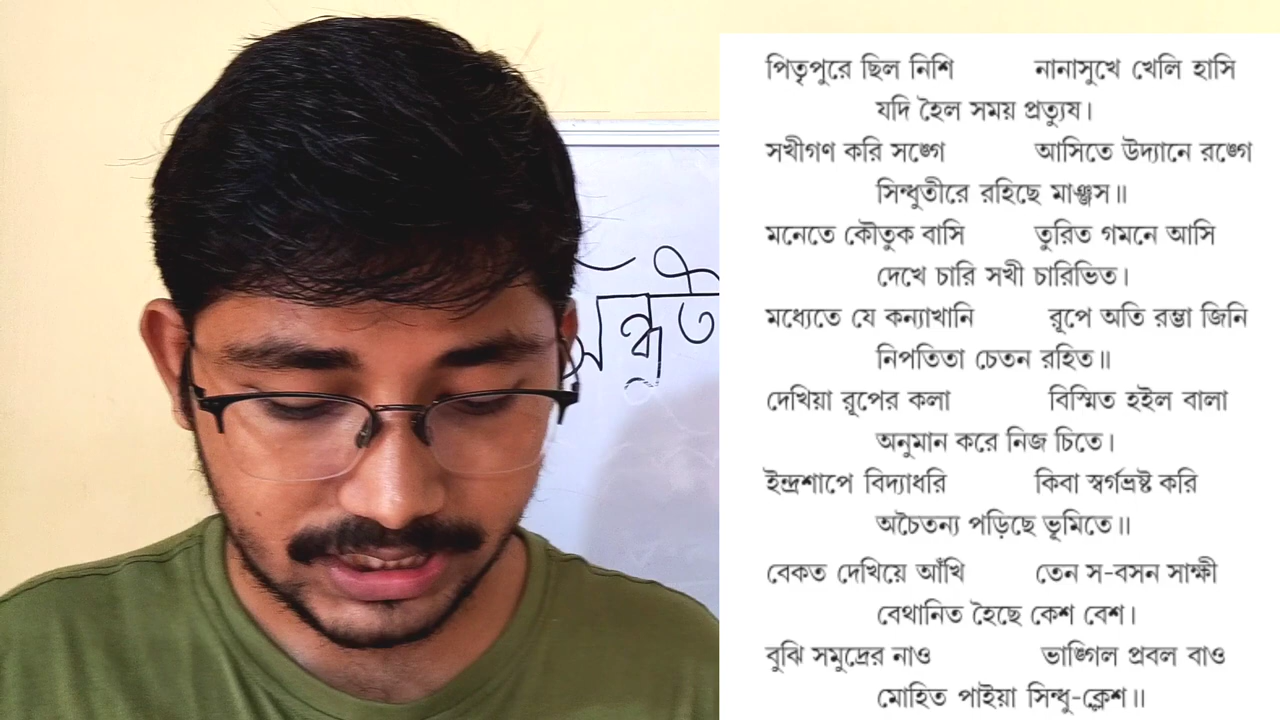 পিতৃপুরে ছিল নিশি নানাসুখে খেলি হাসি
যদি হৈল সময় প্রত্যুষ।
সখীগণ করি সঙ্গে আসিতে উদ্যানে রঙ্গে
সিন্ধুতীরে রহিছে মাঞ্জস॥
মনেতে কৌতুক বাসি তুরিত গমনে আসি
দেখে চারি সখী চারিভিত।
মধ্যেতে যে কন্যাখানি রূপে অতি রম্ভা জিনি
নিপতিতা চেতন রহিত॥
দেখিয়া রূপের কলা বিস্মিত হইল বালা
অনুমান করে নিজ চিতে।
ইন্দ্রশাপে বিদ্যাধরি কিবা স্বর্গভ্রষ্ট করি
অচৈতন্য পড়িছে ভূমিতে॥
বেকত দেখিয়ে আঁখি তেন স-বসন সাক্ষী
বেথানিত হৈছে কেশ বেশ।
বুঝি সমুদ্রের নাও ভাঙ্গিল প্রবল বাও
মোহিত পাইয়া সিন্ধু-ক্লেশ॥